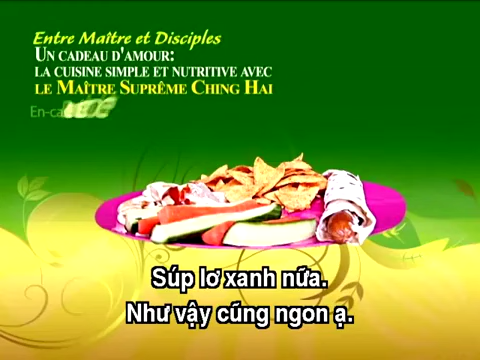 Entre Maître et Disciples
UN CADEAU D'AMOUR:
LA CUISINE SIMPLE ET NUTRITIVE AVEC
LE MAÎTRE SUPRÊME CHING HAI
Súp lơ xanh nữa.
Như vậy cũng ngon ạ.